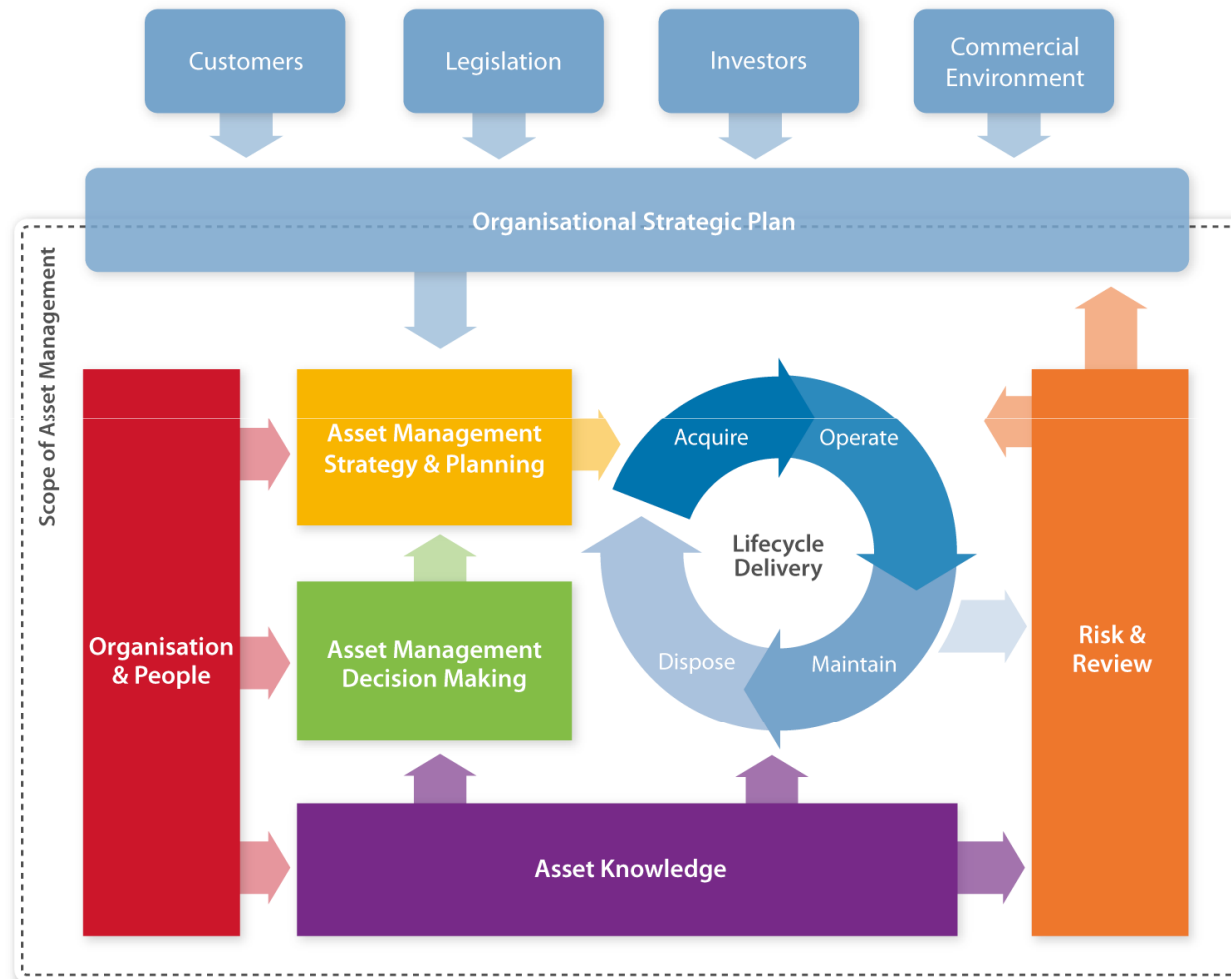 Customers
Legislation
Investors
Commercial
Environment
Organisational Strategic Plan
Scope of Asset Management
Asset Management
Strategy & Planning
Acquire
Operate
Lifecycle
Delivery
Organisation
& People
Asset Management
Decision Making
Dispose
Maintain
Risk &
Review
Asset Knowledge